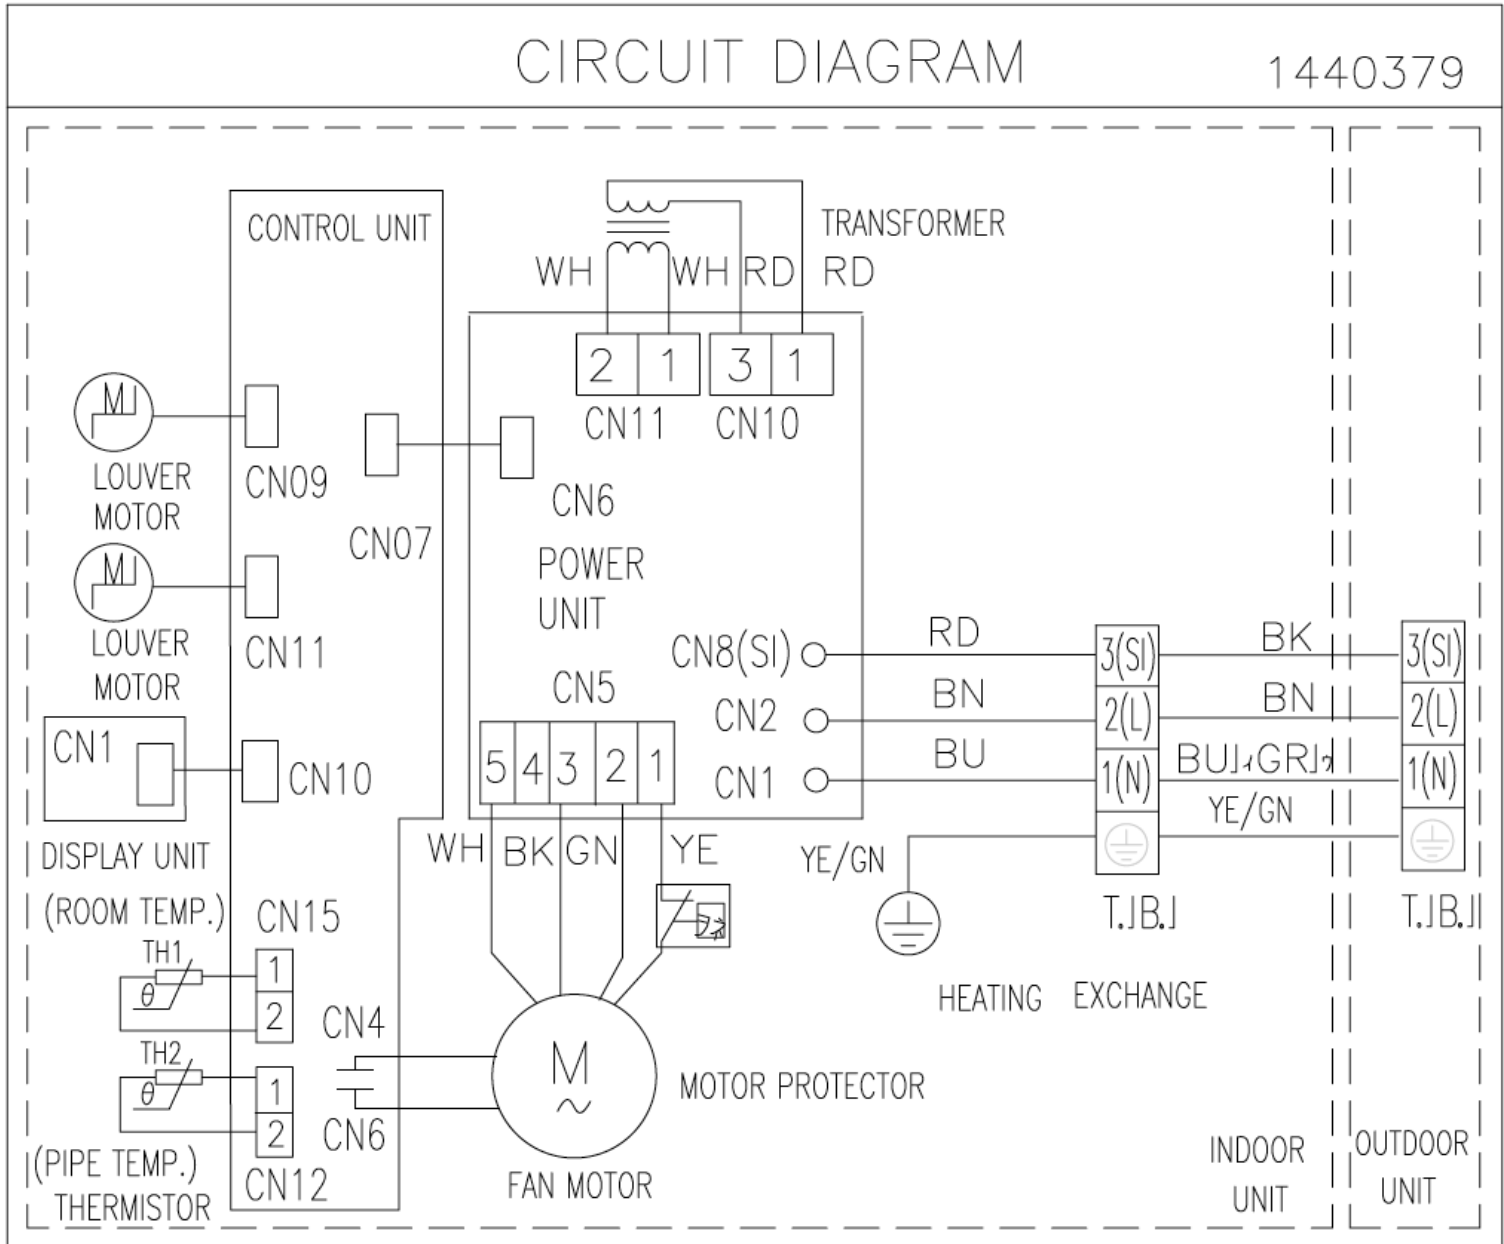 CIRCUIT DIAGRAM
1440379
CONTROL UNIT
TRANSFORMER
WH
WH
RD
RD
2
1
3
1
CN11
CN10
M
LOUVER
MOTOR
CN09
CN07
CN6
POWER
UNIT
M
LOUVER
MOTOR
CN11
CN8(SI)
RD
3(SI)
BK
3(SI)
CN5
CN2
BN
2(L)
BN
2(L)
CN1
BU
1(N)
1(N)
YE/GN
5
4
3
2
1
CN1
CN10
DISPLAY UNIT
WH
BK
GN
YE
YE/GN
T.B.
T.B.
(ROOM TEMP.)
CN15
TH1
θ
1
2
HEATING EXCHANGE
CN4
TH2
θ
1
2
M
~
MOTOR PROTECTOR
CN6
(PIPE TEMP.)
THERMISTOR
CN12
FAN MOTOR
INDOOR
UNIT
OUTDOOR
UNIT